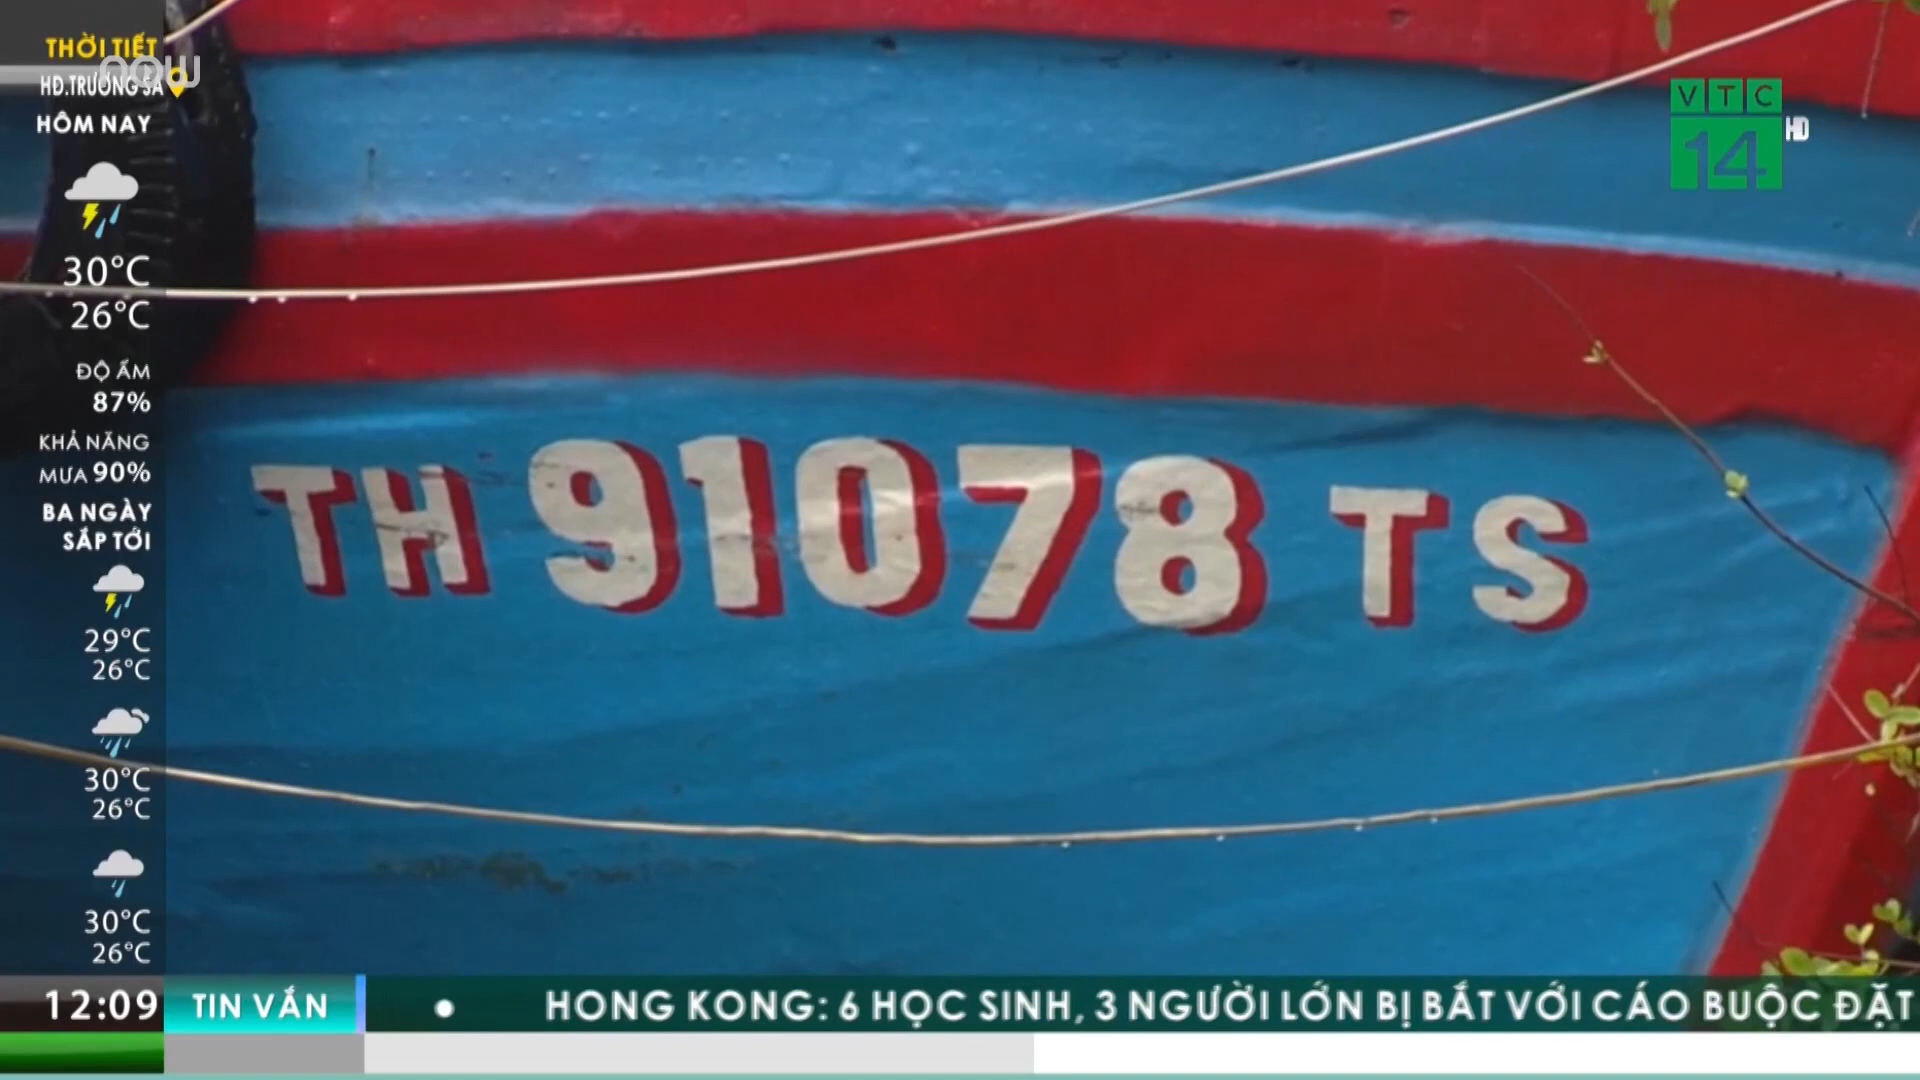 THỜI TIẾT
now
HĐ.TRƯỜNG SA
HÔM NAY
30°C
26°C
ĐỘ ẨM
87%
KHẢ NĂNG
MƯA 90%
BA NGÀY
SẮP TỚI
29°C
26°C
30°C
26°C
30°C
26°C
VTC
14 HD
TH 91078 TS
12:09 TIN VẮN • HONG KONG: 6 HỌC SINH, 3 NGƯỜI LỚN BỊ BẮT VỚI CÁO BUỘC ĐẶT